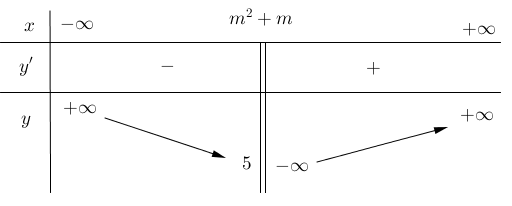 x −∞ m² + m +∞
y′ − +
y +∞ 5 −∞ +∞